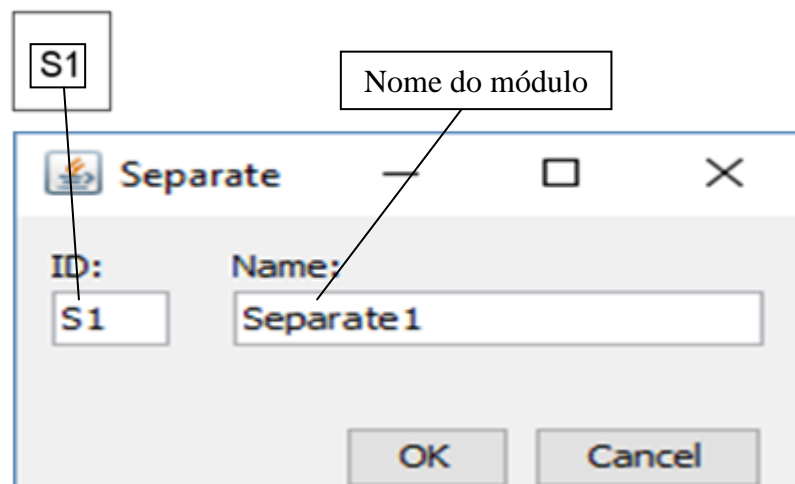 S1
Nome do módulo
Separate
ID: Name:
S1 Separate1
OK Cancel